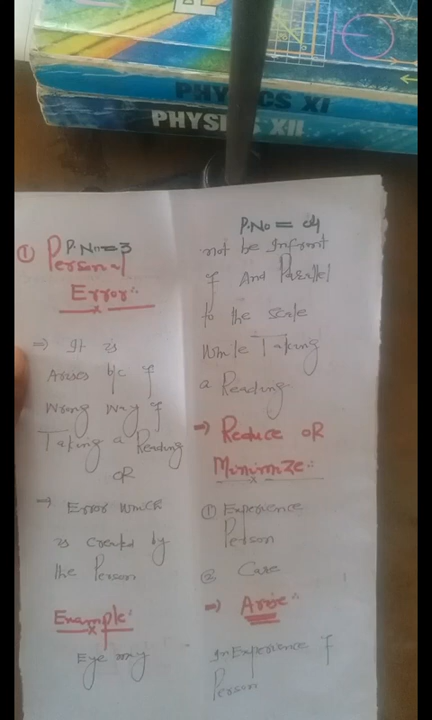 PHYSICS XI
PHYSICS XII
P.No = 3
① Personal
Error:-
⇒ It is
Arises b/c of
wrong way of
Taking a Reading
OR
⇒ Error which
is created by
the Person
Example:-
Eye may
P.No = 04
not be Infront
of And Parallel
to the scale
While Taking
a Reading
⇒ Reduce OR
Minimize:-
① Experience
Person
② Care
⇒ Arise:-
InExperience of
Person